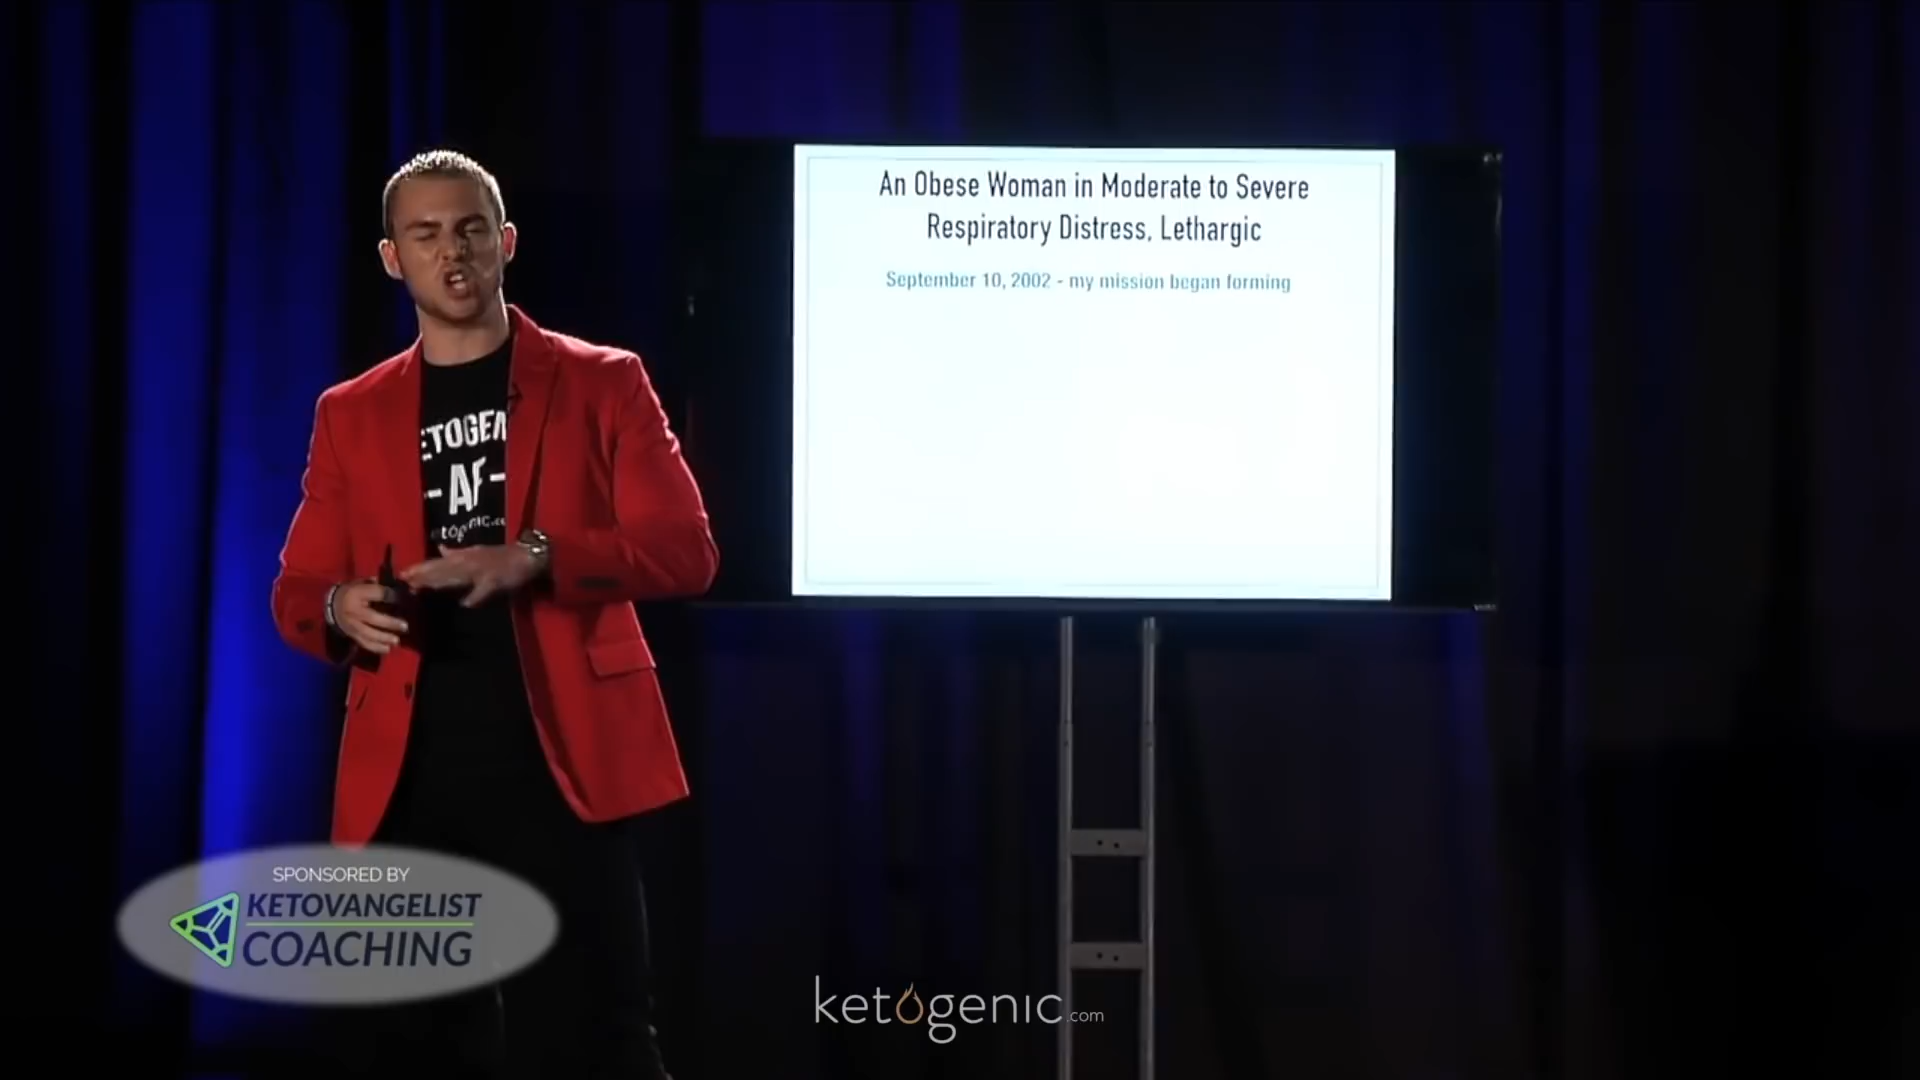 An Obese Woman in Moderate to Severe
Respiratory Distress, Lethargic
September 10, 2002 - my mission began forming
ETOGEN
-AF-
SPONSORED BY
KETOVANGELIST
COACHING
ketogenic.com